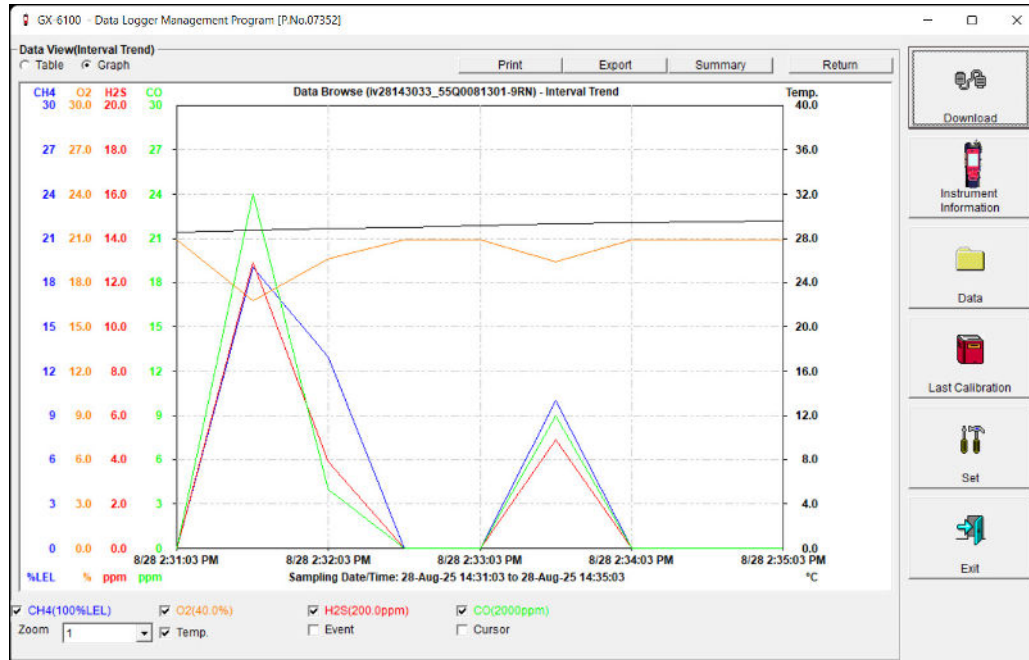 GX-6100 - Data Logger Management Program [P.No.07352]
Data View(Interval Trend)
Table Graph Print Export Summary Return
CH4 O2 H2S CO Data Browse (iv28143033_55Q0081301-9RN) - Interval Trend Temp.
30 30.0 20.0 30 40.0
27 27.0 18.0 27 36.0
24 24.0 16.0 24 32.0
21 21.0 14.0 21 28.0
18 18.0 12.0 18 24.0
15 15.0 10.0 15 20.0
12 12.0 8.0 12 16.0
9 9.0 6.0 9 12.0
6 6.0 4.0 6 8.0
3 3.0 2.0 3 4.0
0 0.0 0.0 0 0.0
8/28 2:31:03 PM 8/28 2:32:03 PM 8/28 2:33:03 PM 8/28 2:34:03 PM 8/28 2:35:03 PM
%LEL % ppm ppm Sampling Date/Time: 28-Aug-25 14:31:03 to 28-Aug-25 14:35:03 °C
CH4(100%LEL) O2(40.0%) H2S(200.0ppm) CO(2000ppm)
Zoom 1 Temp. Event Cursor
Download
Instrument
Information
Data
Last Calibration
Set
Exit